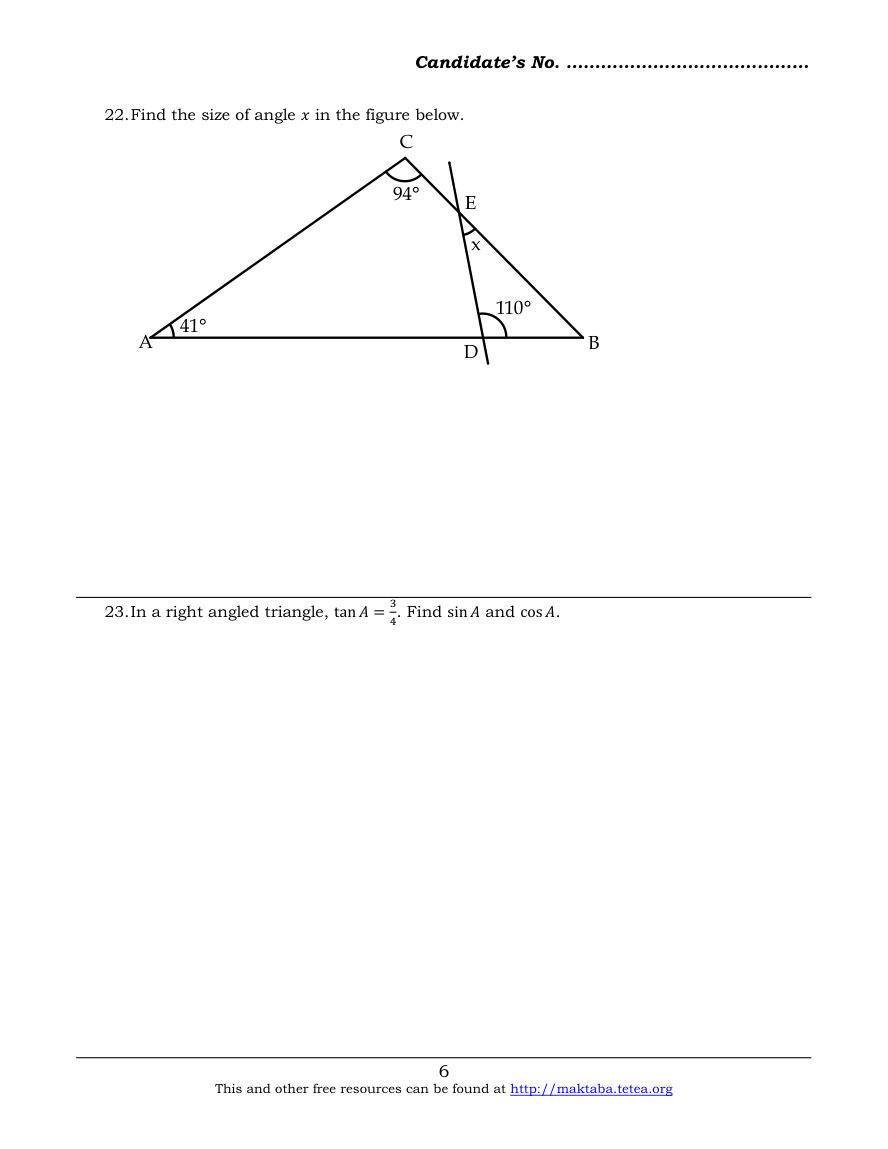 Candidate's No. ..........................................
22.Find the size of angle x in the figure below.
C
94°
E
x
110°
41°
A
D
B
23.In a right angled triangle, tan A = 3/4. Find sin A and cos A.
6
This and other free resources can be found at http://maktaba.tetea.org